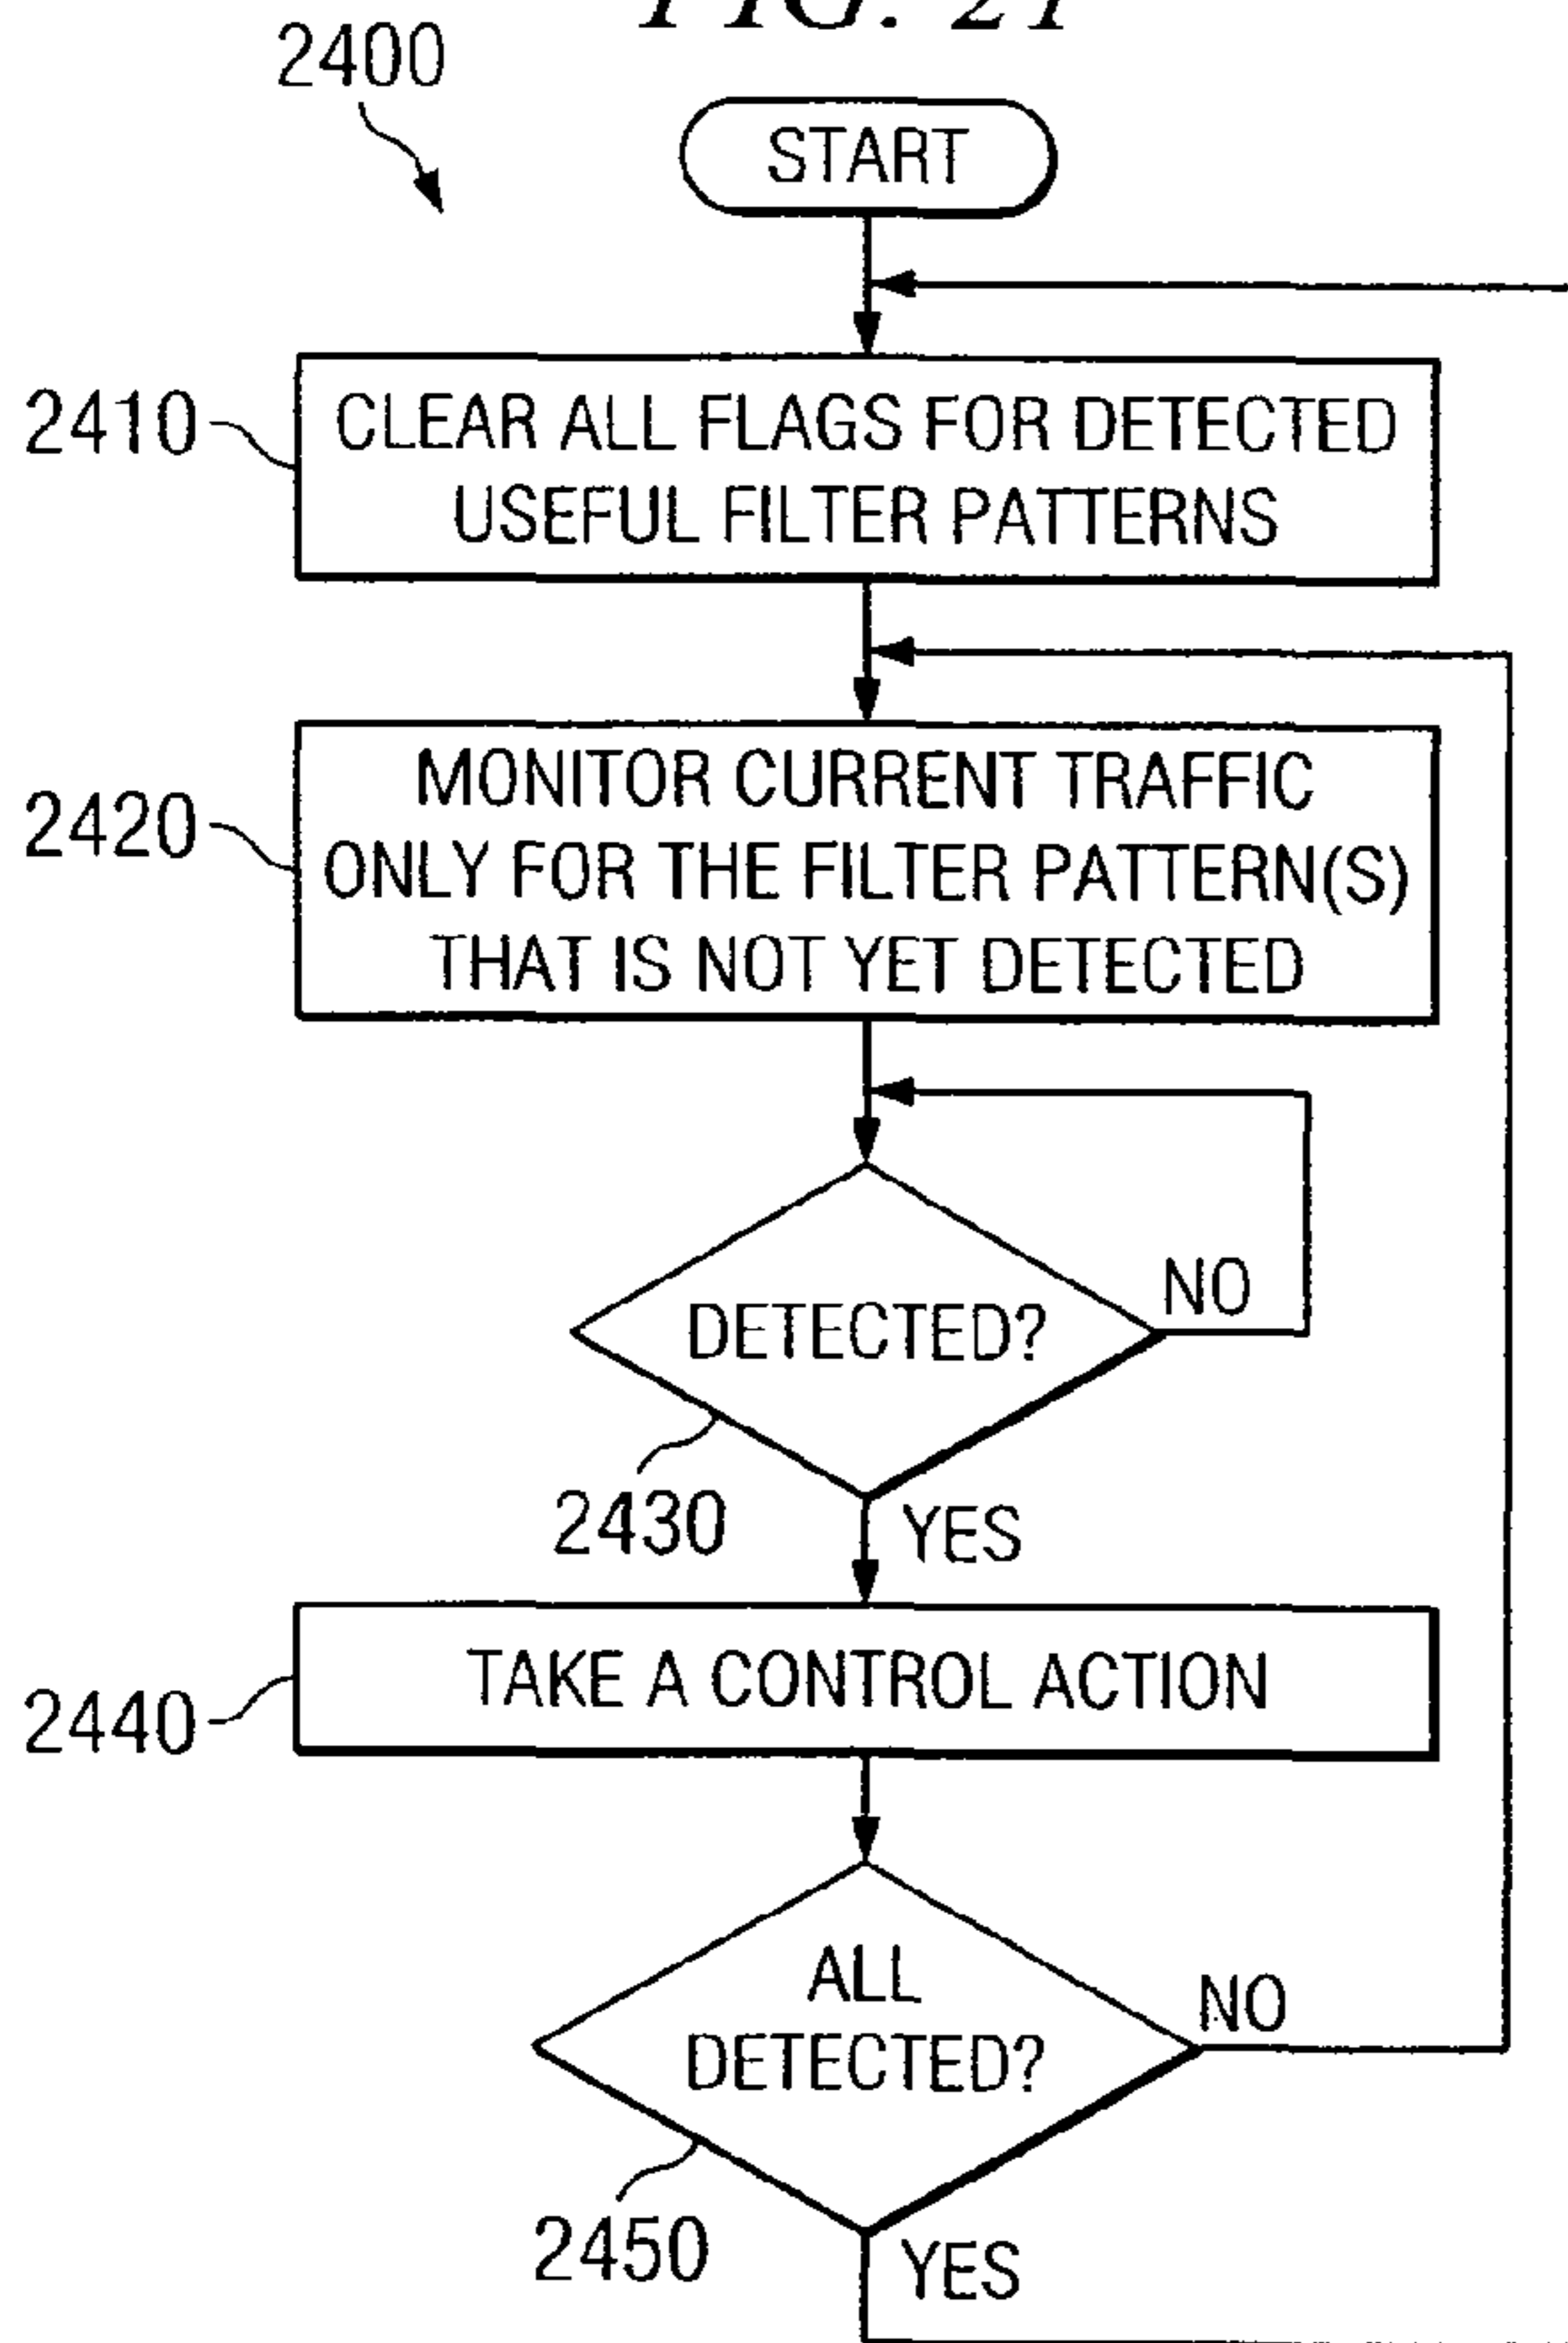 FIG. 21
2400
START
2410
CLEAR ALL FLAGS FOR DETECTED
USEFUL FILTER PATTERNS
2420
MONITOR CURRENT TRAFFIC
ONLY FOR THE FILTER PATTERN(S)
THAT IS NOT YET DETECTED
DETECTED?
NO
2430
YES
2440
TAKE A CONTROL ACTION
ALL
DETECTED?
NO
2450
YES